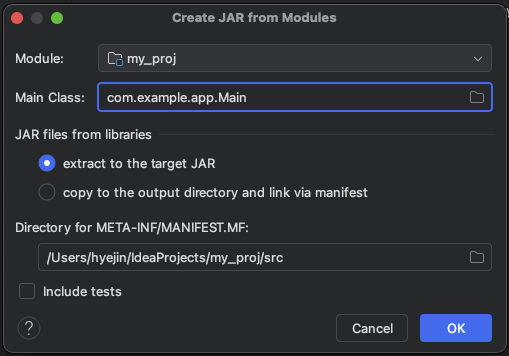 Create JAR from Modules
Module: my_proj
Main Class: com.example.app.Main
JAR files from libraries
extract to the target JAR
copy to the output directory and link via manifest
Directory for META-INF/MANIFEST.MF:
/Users/hyejin/IdeaProjects/my_proj/src
Include tests
? Cancel OK